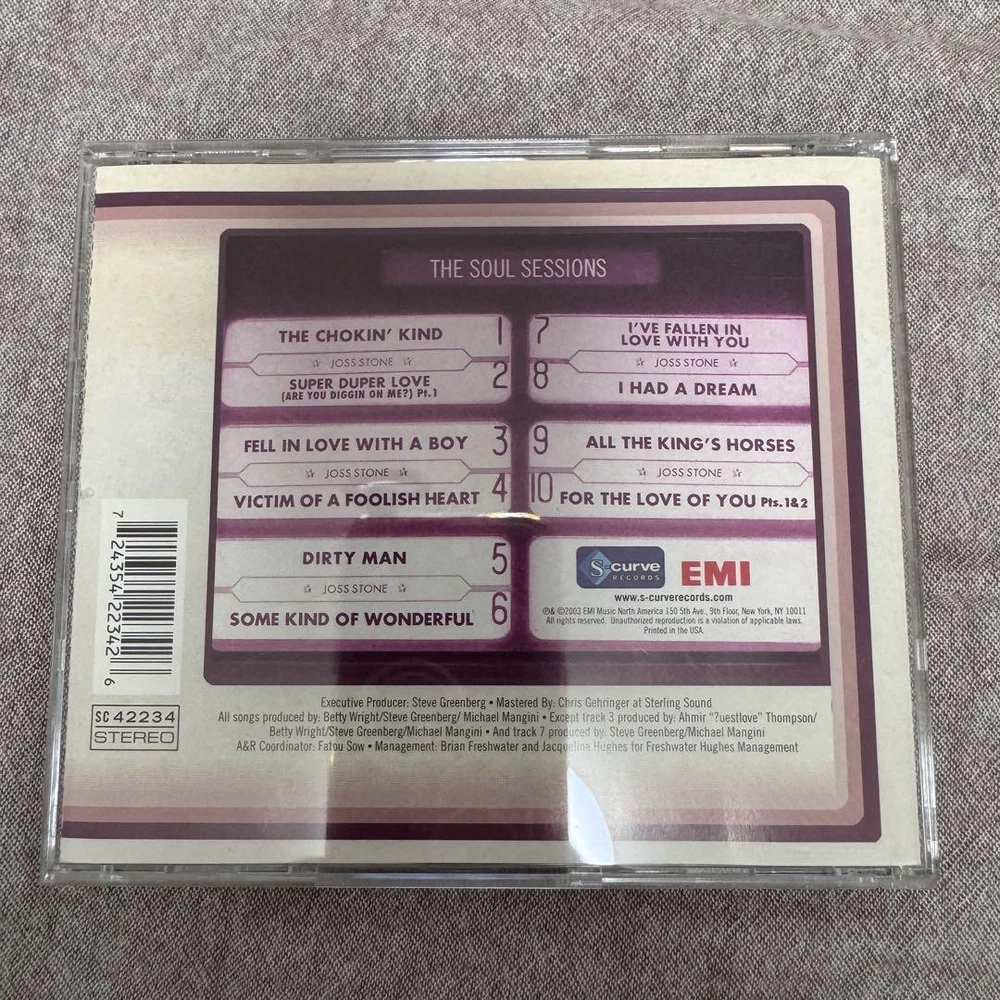 THE SOUL SESSIONS
THE CHOKIN' KIND 1
☆ JOSS STONE ☆
SUPER DUPER LOVE 2
(ARE YOU DIGGIN ON ME?) Pt.1
FELL IN LOVE WITH A BOY 3
☆ JOSS STONE ☆
VICTIM OF A FOOLISH HEART 4
DIRTY MAN 5
☆ JOSS STONE ☆
SOME KIND OF WONDERFUL 6
7 I'VE FALLEN IN
LOVE WITH YOU
☆ JOSS STONE ☆
8 I HAD A DREAM
9 ALL THE KING'S HORSES
☆ JOSS STONE ☆
10 FOR THE LOVE OF YOU Pts.1&2
S-curve RECORDS EMI
www.s-curverecords.com
℗& ©2003 EMI Music North America 150 5th Ave., 9th Floor, New York, NY 10011
All rights reserved. Unauthorized reproduction is a violation of applicable laws.
Printed in the USA.
7 24354 22342 6
SC 42234
STEREO
Executive Producer: Steve Greenberg • Mastered By: Chris Gehringer at Sterling Sound
All songs produced by: Betty Wright/Steve Greenberg/ Michael Mangini • Except track 3 produced by: Ahmir "?uestlove" Thompson/
Betty Wright/Steve Greenberg/Michael Mangini • And track 7 produced by: Steve Greenberg/Michael Mangini
A&R Coordinator: Fatou Sow • Management: Brian Freshwater and Jacqueline Hughes for Freshwater Hughes Management